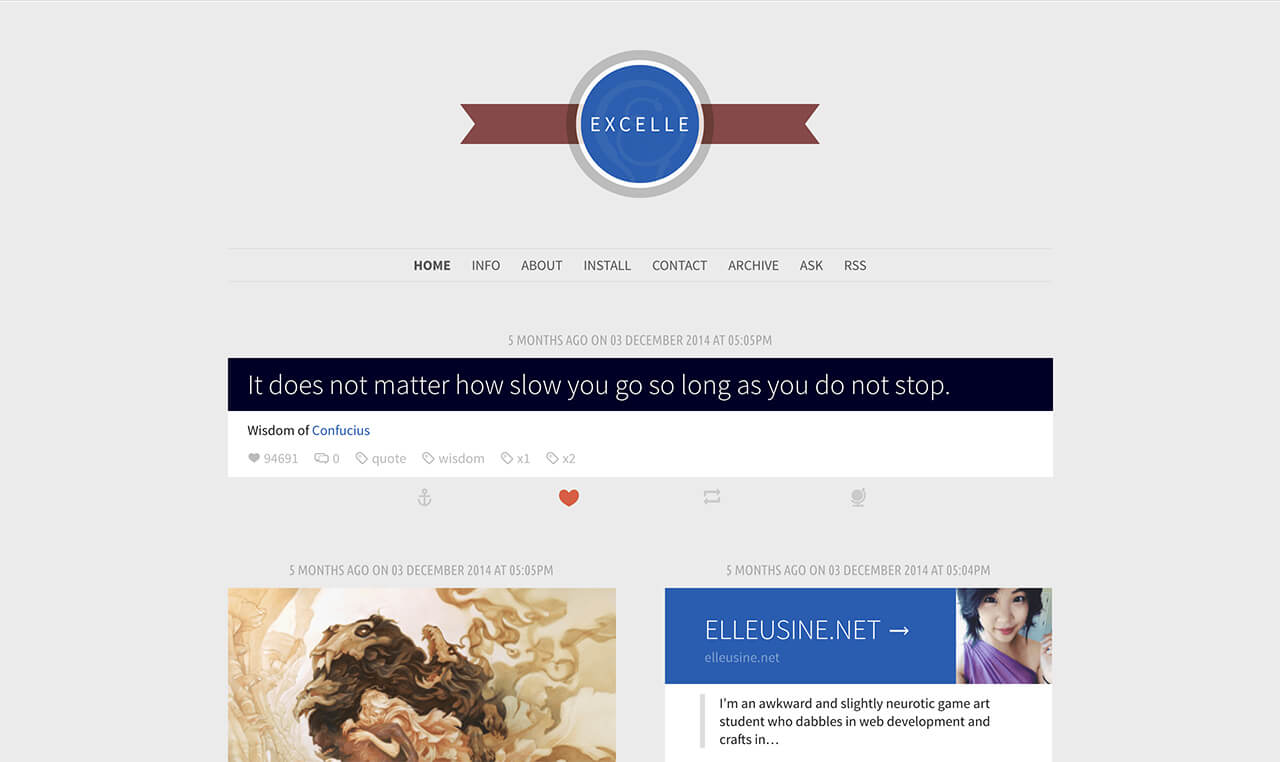 EXCELLE
HOME INFO ABOUT INSTALL CONTACT ARCHIVE ASK RSS
5 MONTHS AGO ON 03 DECEMBER 2014 AT 05:05PM
It does not matter how slow you go so long as you do not stop.
Wisdom of Confucius
94691 0 quote wisdom x1 x2
5 MONTHS AGO ON 03 DECEMBER 2014 AT 05:05PM
5 MONTHS AGO ON 03 DECEMBER 2014 AT 05:04PM
ELLEUSINE.NET →
elleusine.net
I'm an awkward and slightly neurotic game art
student who dabbles in web development and
crafts in…